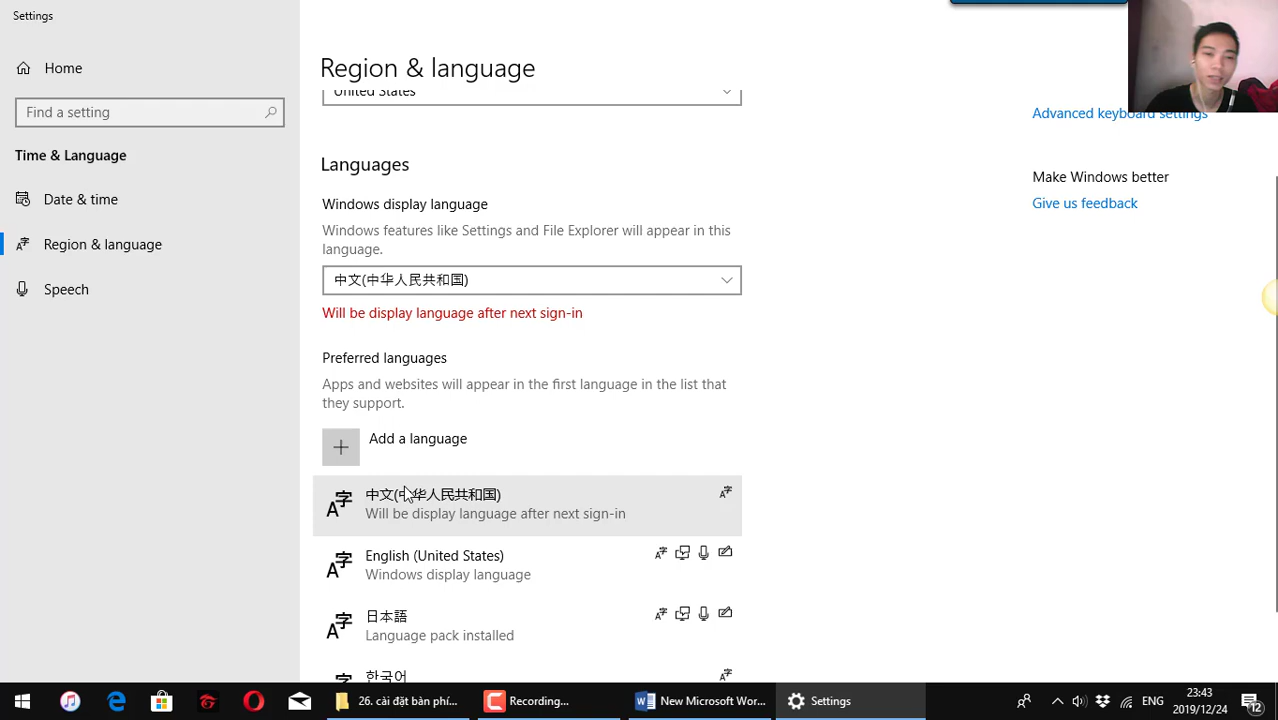 Settings
Home
Find a setting
Time & Language
Date & time
Region & language
Speech
Region & language
United States
Languages
Windows display language
Windows features like Settings and File Explorer will appear in this
language.
中文(中华人民共和国)
Will be display language after next sign-in
Preferred languages
Apps and websites will appear in the first language in the list that
they support.
Add a language
中文(中华人民共和国)
Will be display language after next sign-in
English (United States)
Windows display language
日本語
Language pack installed
한국어
Advanced keyboard settings
Make Windows better
Give us feedback
26. cài đặt bàn phí...
Recording...
New Microsoft Wor...
Settings
ENG
23:43
2019/12/24
12